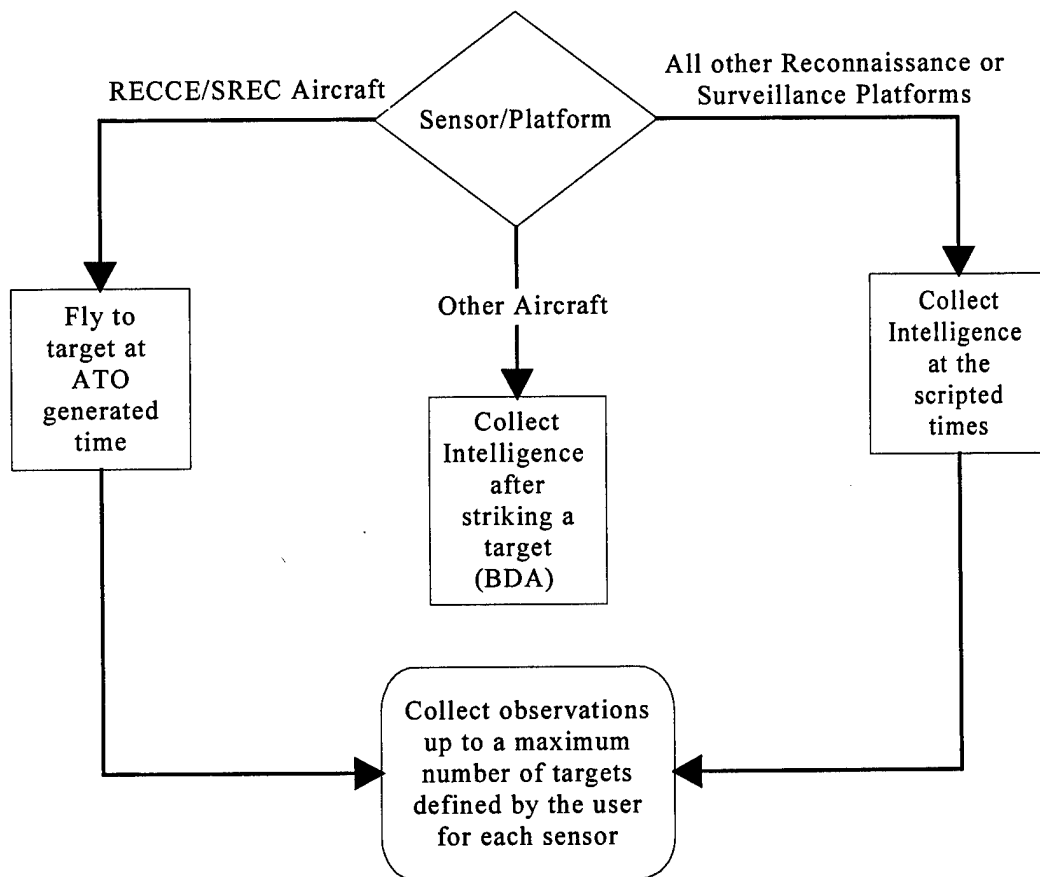 RECCE/SREC Aircraft
All other Reconnaissance or
Surveillance Platforms
Sensor/Platform
Other Aircraft
Fly to
target at
ATO
generated
time
Collect
Intelligence
after
striking a
target
(BDA)
Collect
Intelligence
at the
scripted
times
Collect observations
up to a maximum
number of targets
defined by the user
for each sensor